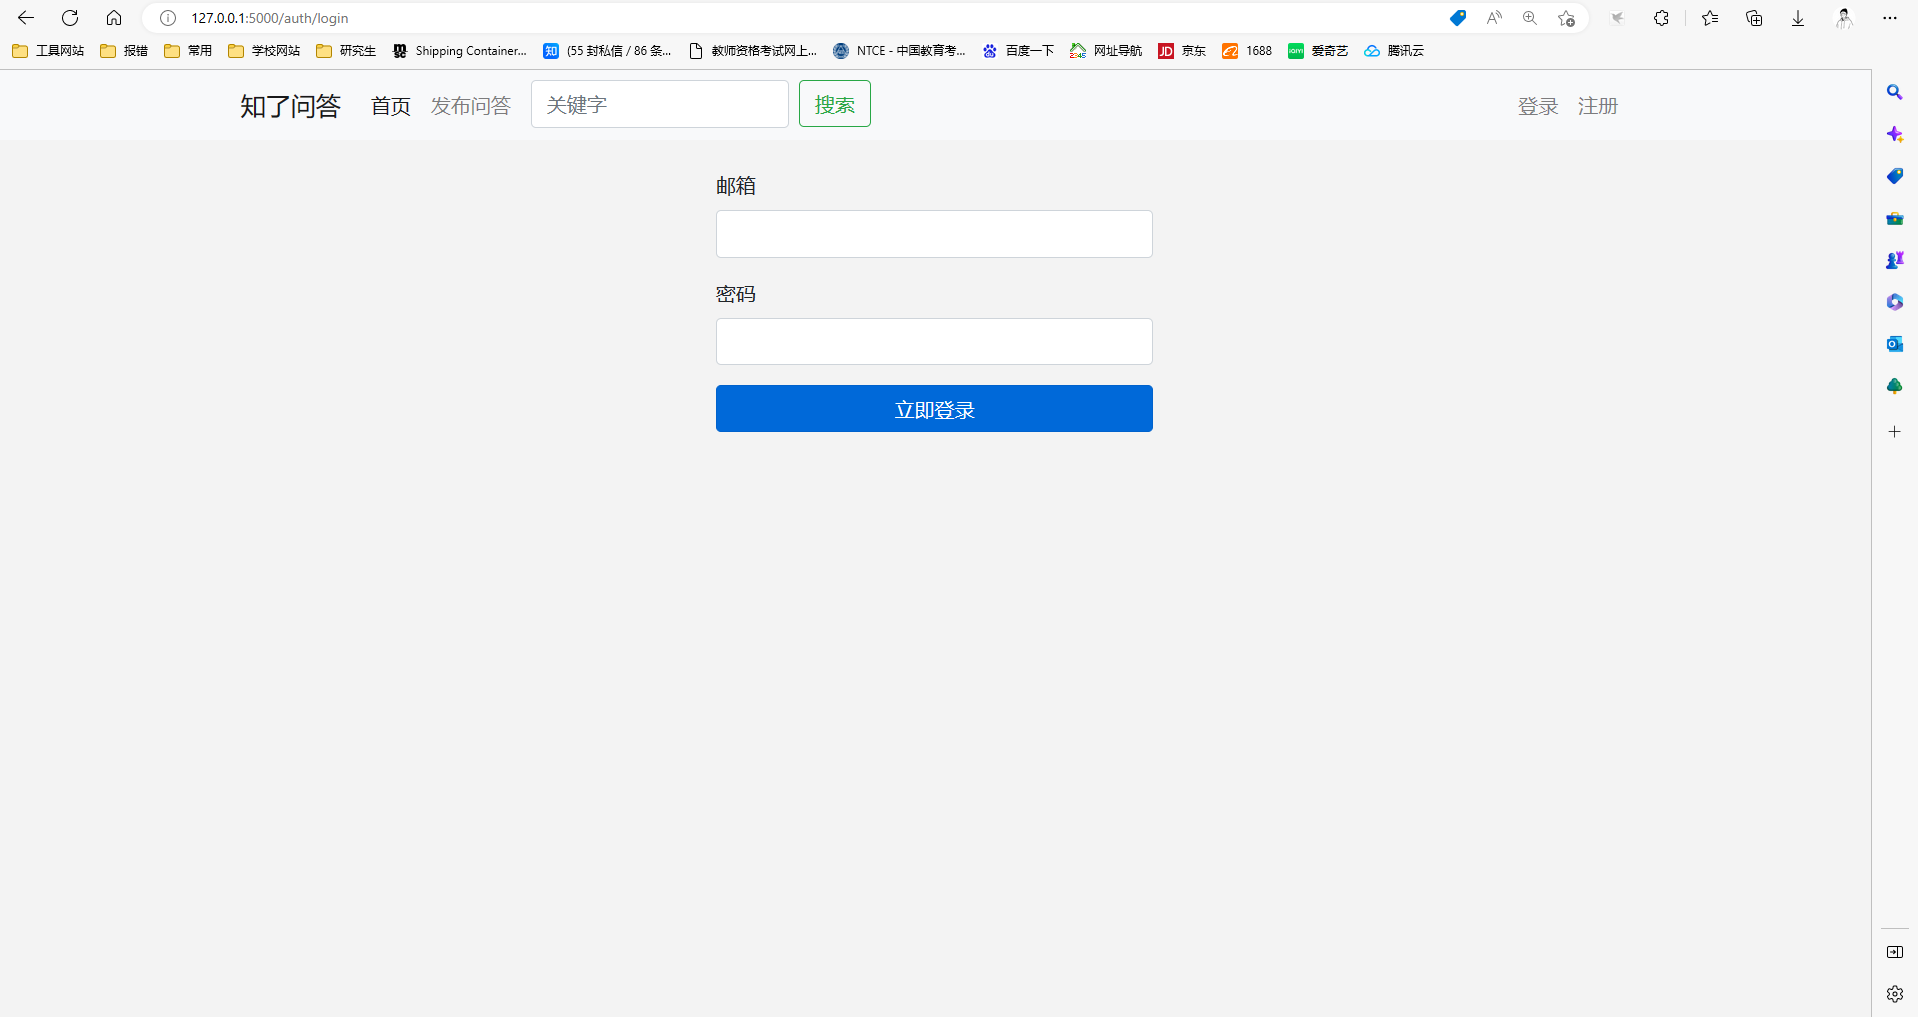 127.0.0.1:5000/auth/login
工具网站 报错 常用 学校网站 研究生 Shipping Container... 知 (55 封私信 / 86 条... 教师资格考试网上... NTCE - 中国教育考... 百度一下 2345 网址导航 JD 京东 1688 爱奇艺 腾讯云
知了问答 首页 发布问答 关键字 搜索 登录 注册
邮箱
密码
立即登录